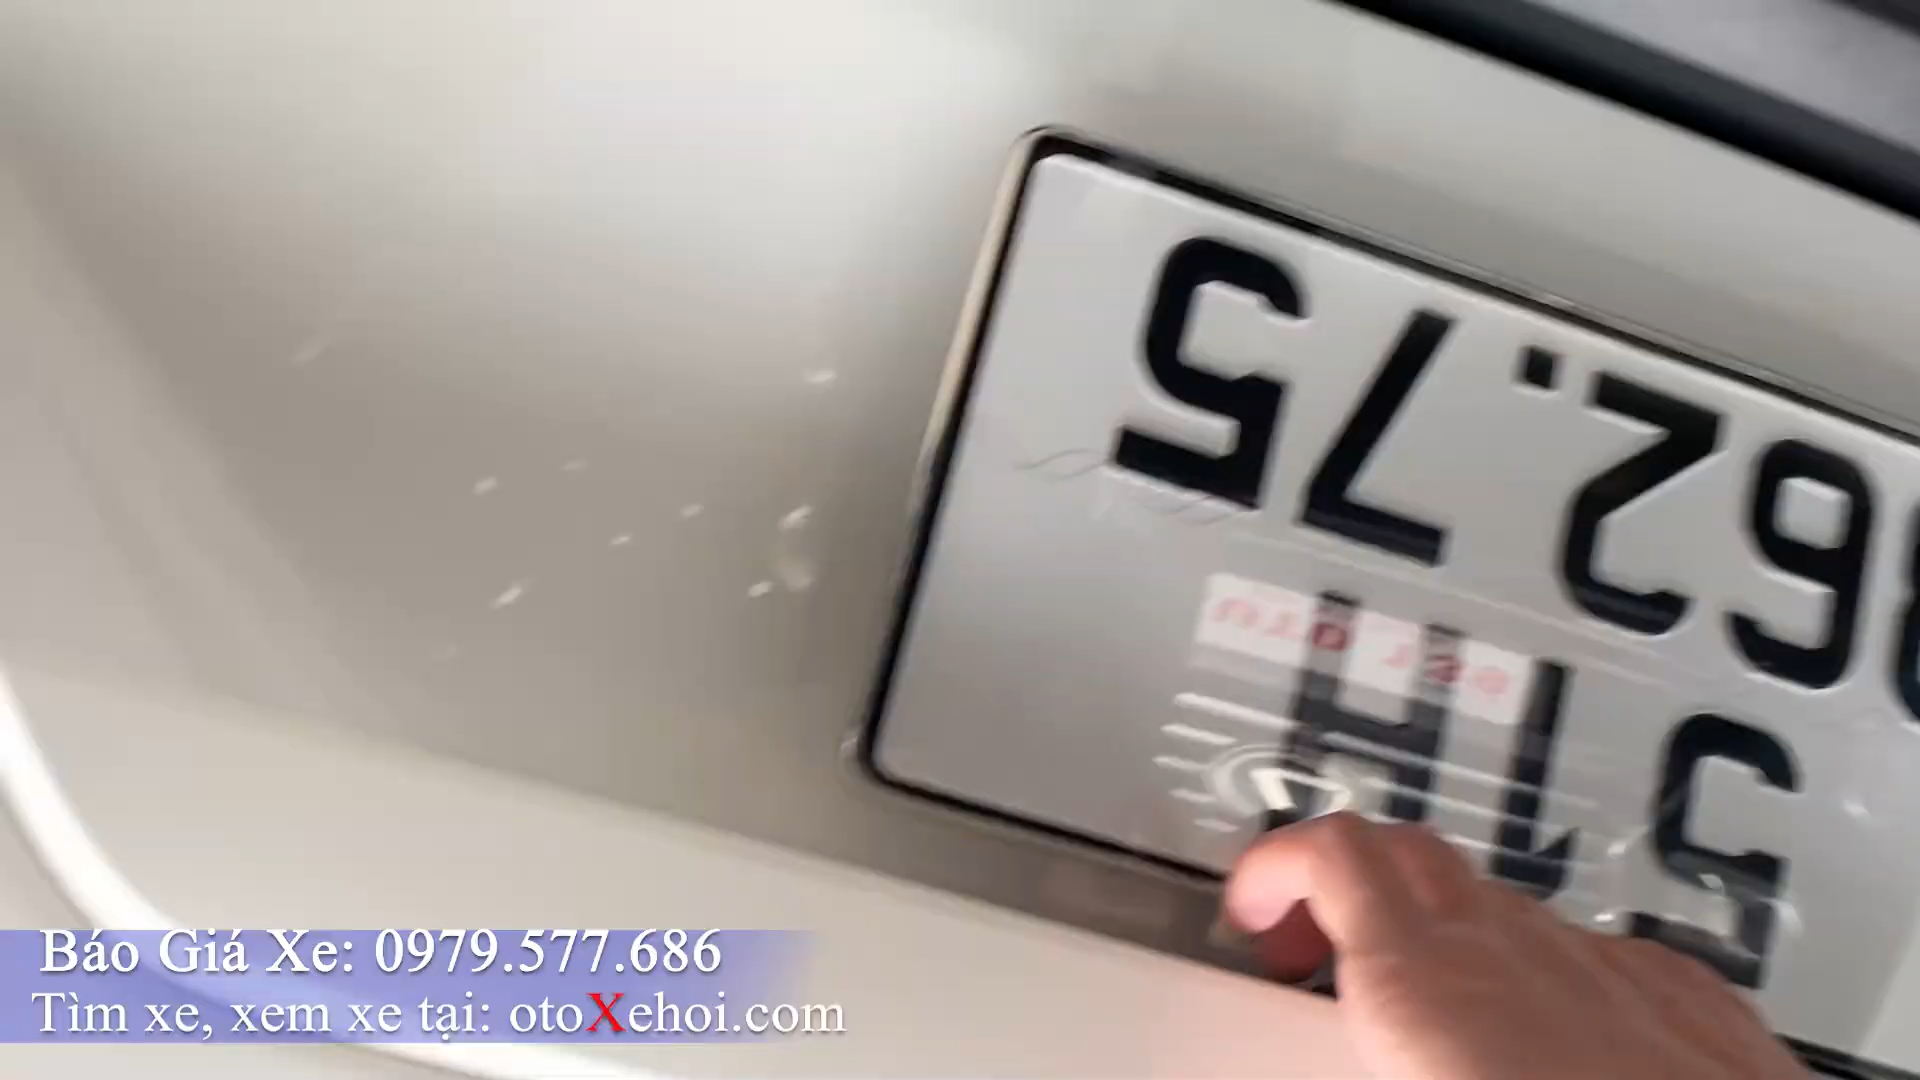 51H
62.75
Báo Giá Xe: 0979.577.686
Tìm xe, xem xe tại: otoXehoi.com